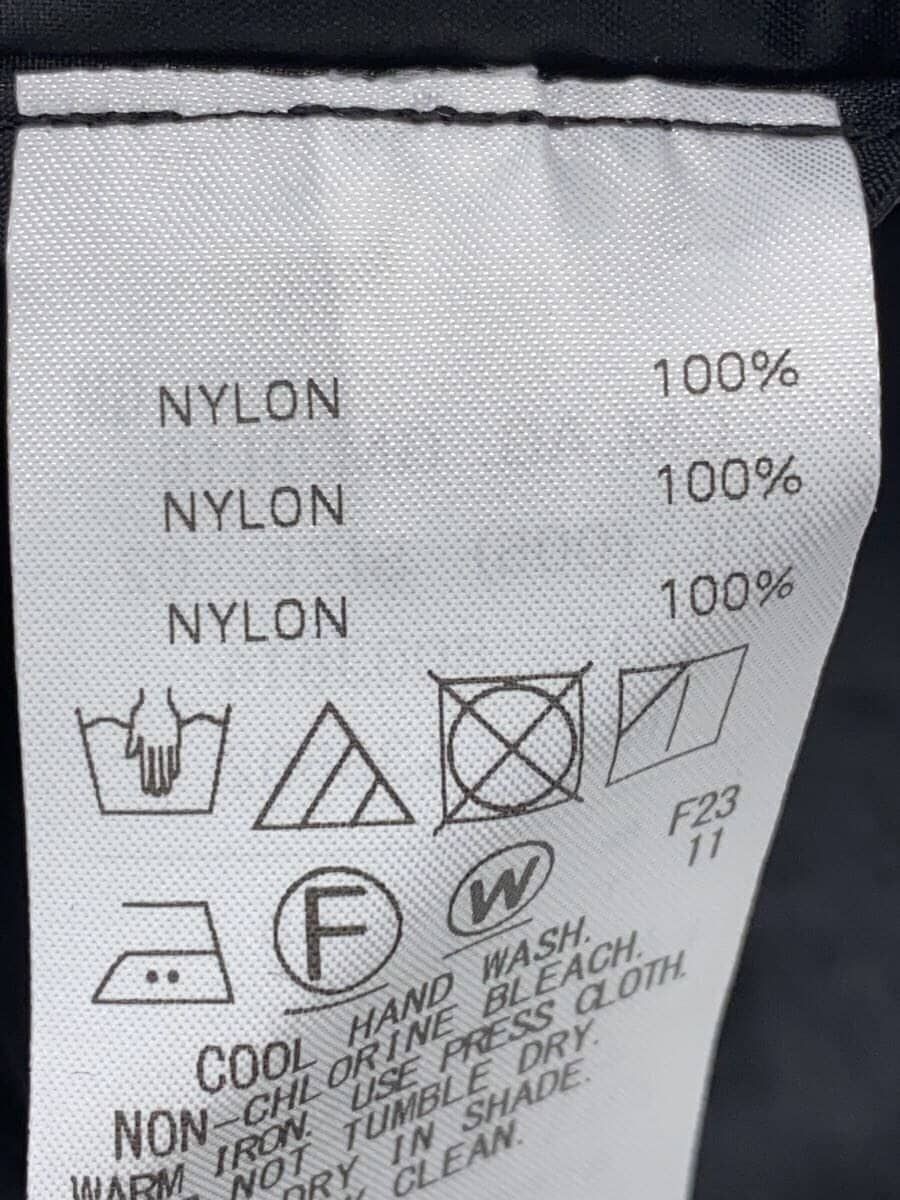 NYLON 100%
NYLON 100%
NYLON 100%
F23
11
F W
COOL HAND WASH.
NON-CHLORINE BLEACH.
WARM IRON. USE PRESS CLOTH.
NOT TUMBLE DRY.
DRY IN SHADE.
CLEAN.